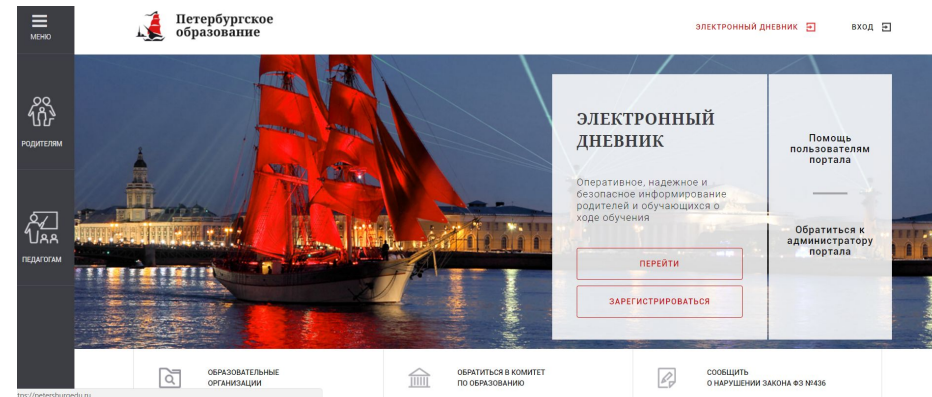 МЕНЮ
Петербургское
образование
ЭЛЕКТРОННЫЙ ДНЕВНИК
ВХОД
РОДИТЕЛЯМ
ПЕДАГОГАМ
ЭЛЕКТРОННЫЙ
ДНЕВНИК
Оперативное, надежное и
безопасное информирование
родителей и обучающихся о
ходе обучения
ПЕРЕЙТИ
ЗАРЕГИСТРИРОВАТЬСЯ
Помощь
пользователям
портала
Обратиться к
администратору
портала
ОБРАЗОВАТЕЛЬНЫЕ
ОРГАНИЗАЦИИ
ОБРАТИТЬСЯ В КОМИТЕТ
ПО ОБРАЗОВАНИЮ
СООБЩИТЬ
О НАРУШЕНИИ ЗАКОНА ФЗ №436